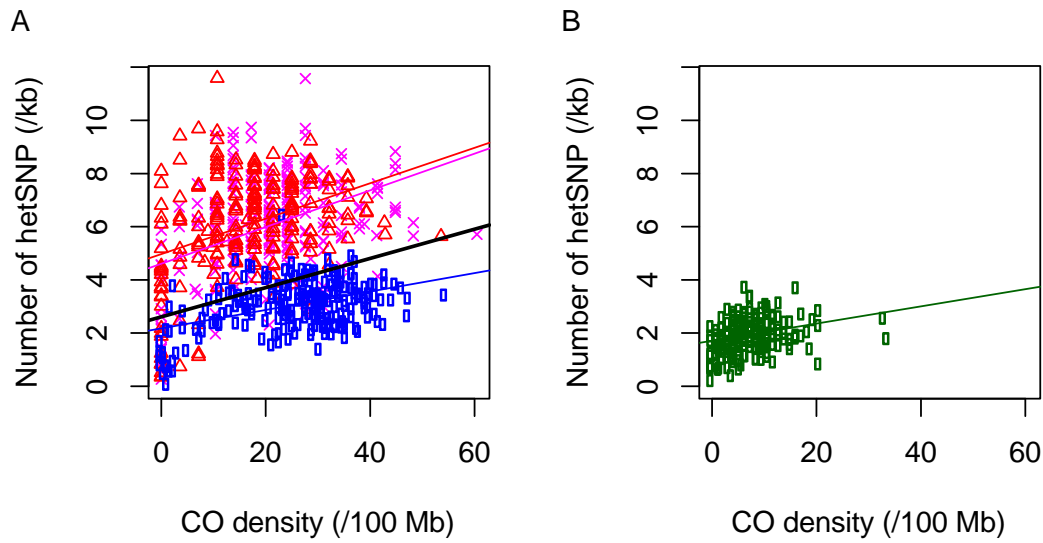 A
B
Number of hetSNP (/kb)
0 2 4 6 8 10
0 20 40 60
CO density (/100 Mb)
Number of hetSNP (/kb)
0 2 4 6 8 10
0 20 40 60
CO density (/100 Mb)